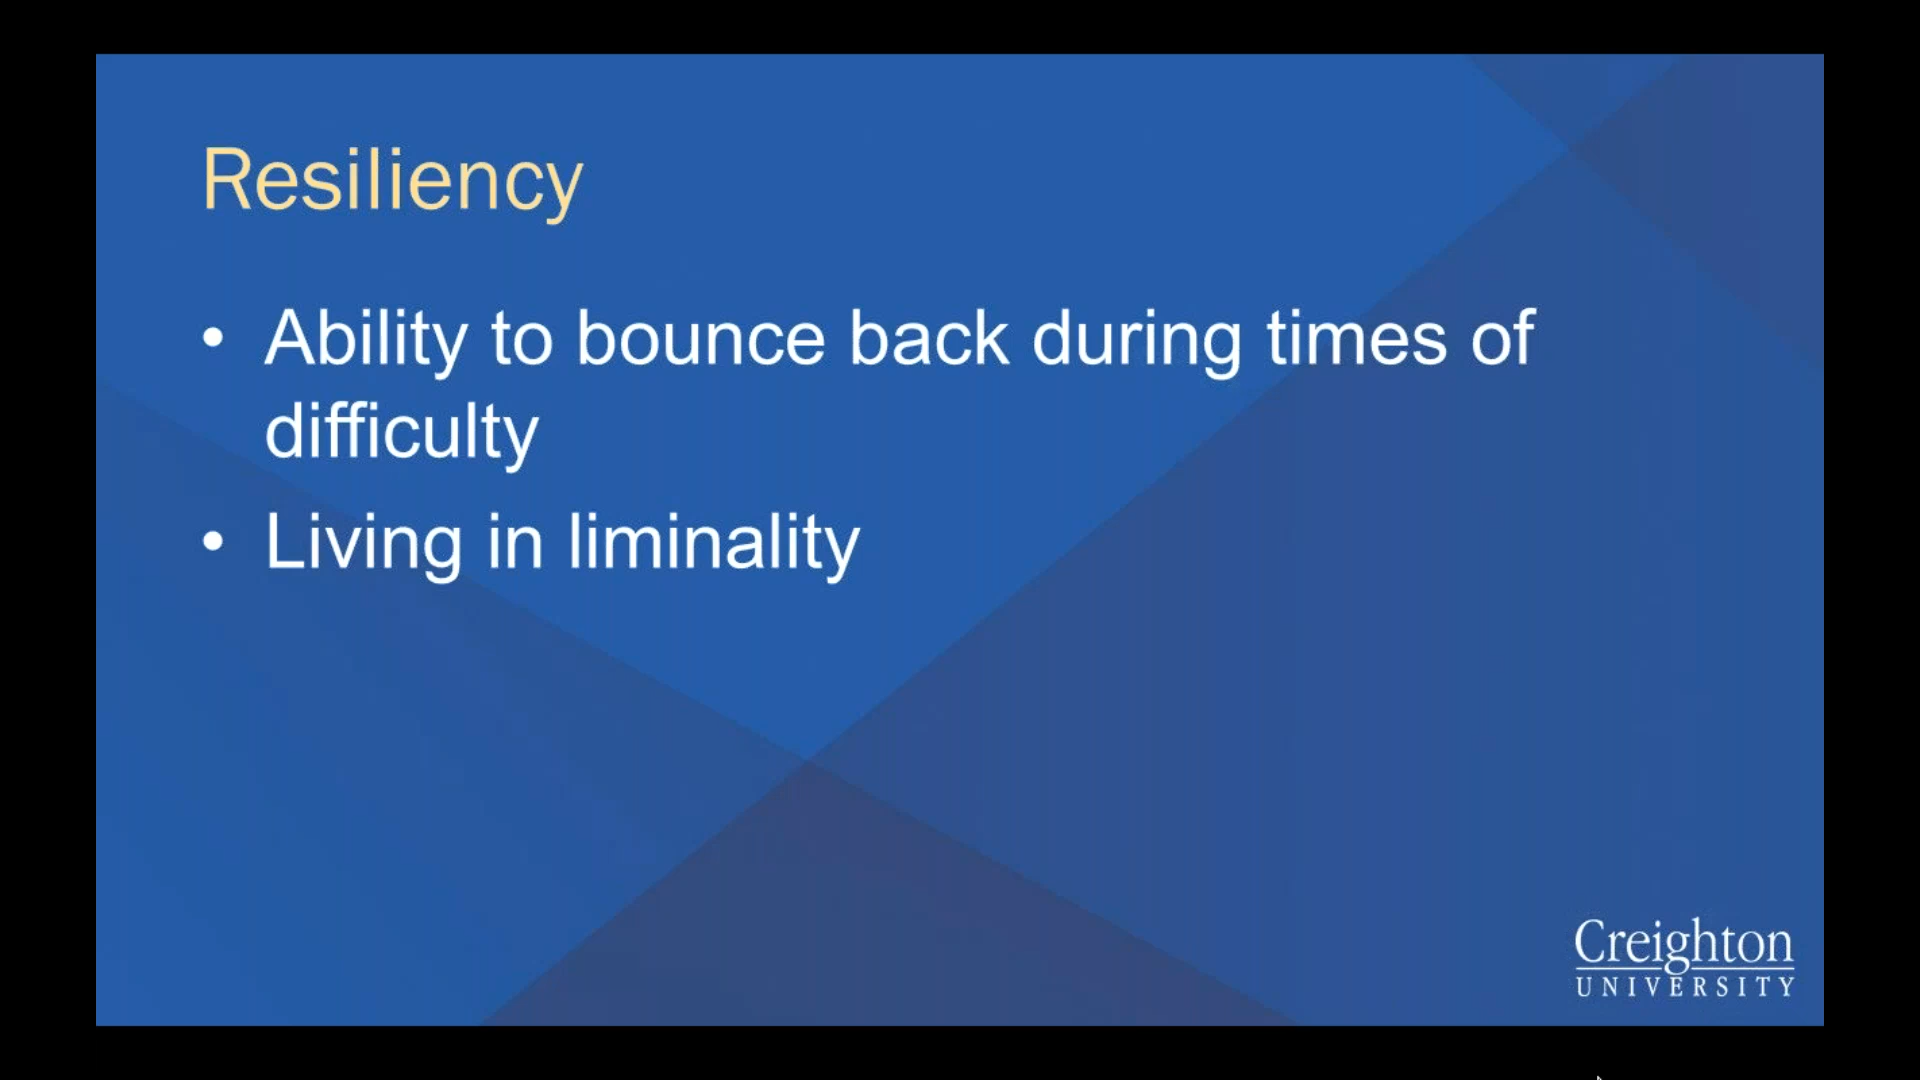 Resiliency
• Ability to bounce back during times of
difficulty
• Living in liminality
Creighton
UNIVERSITY